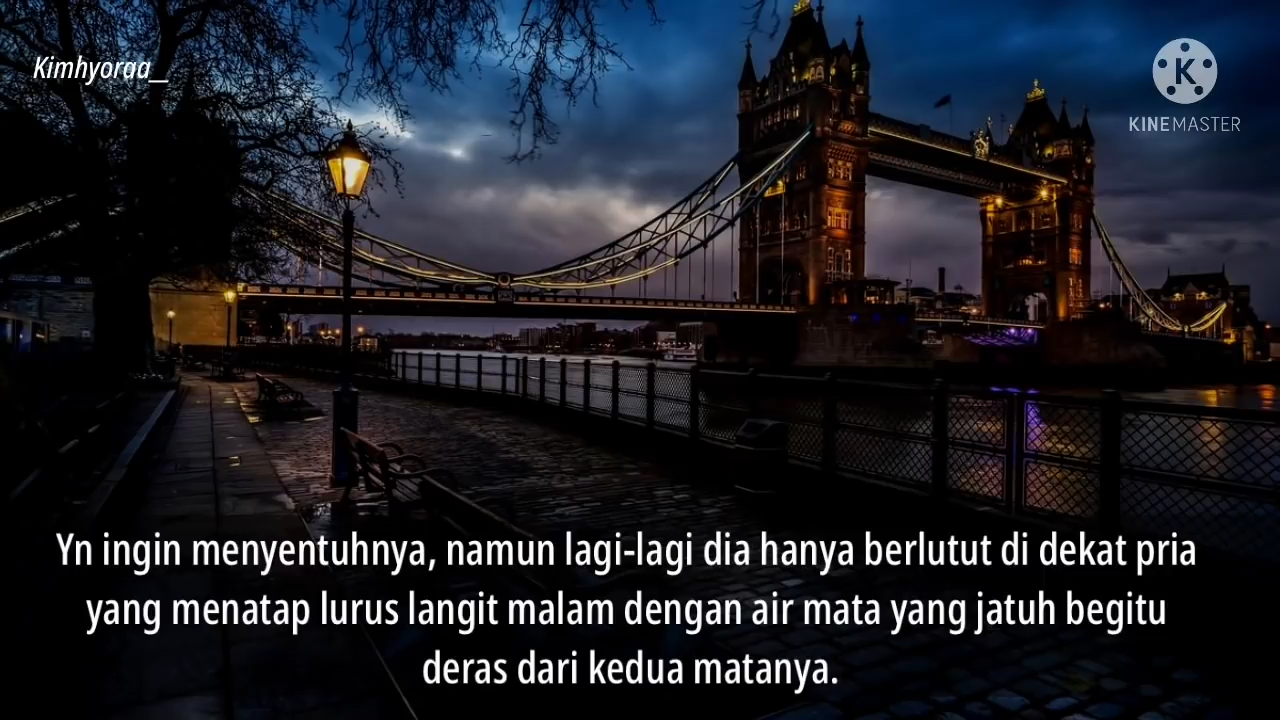 Kimhyoraa_
K
KINEMASTER
Yn ingin menyentuhnya, namun lagi-lagi dia hanya berlutut di dekat pria
yang menatap lurus langit malam dengan air mata yang jatuh begitu
deras dari kedua matanya.